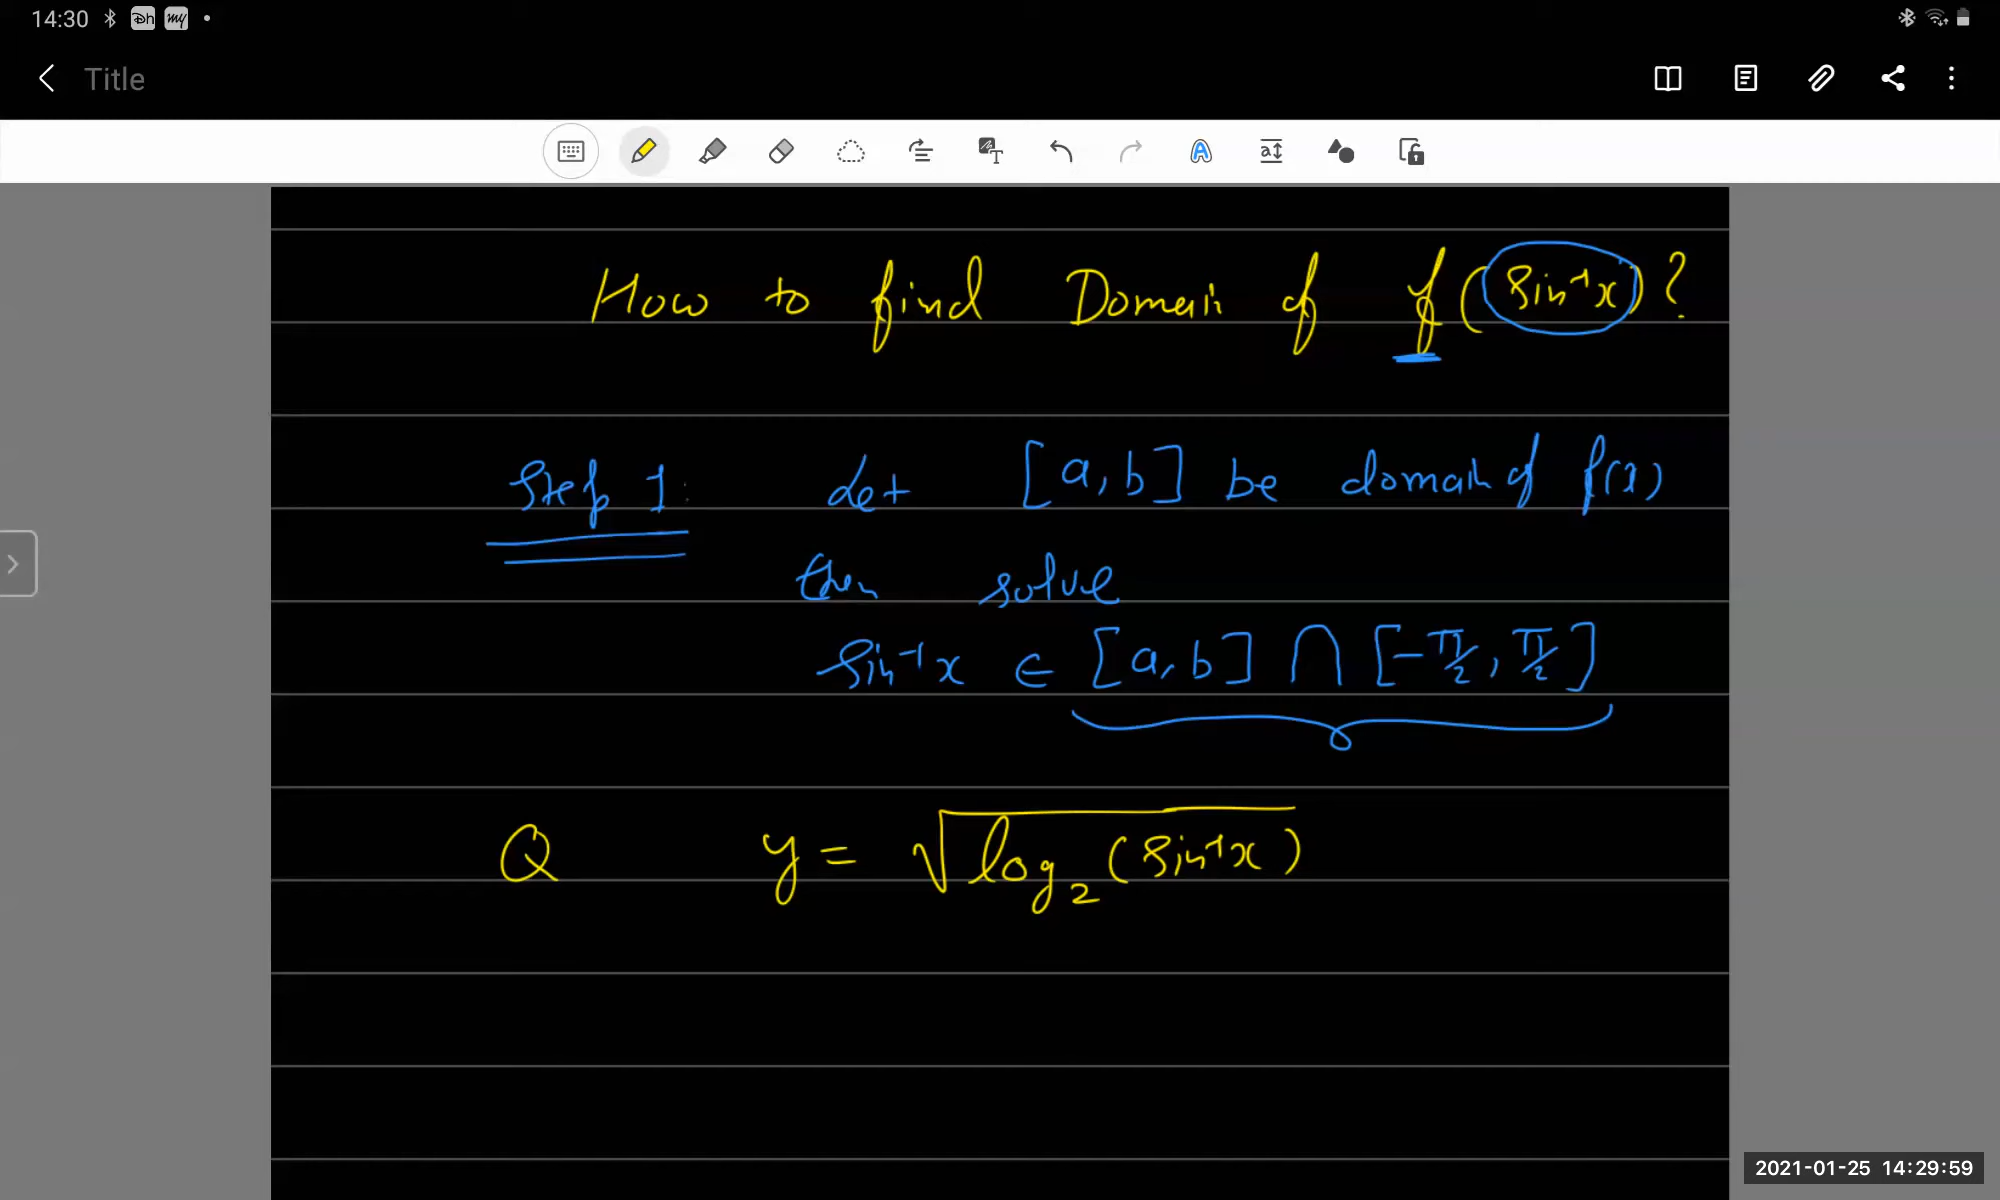 14:30
Title
How to find Domain of f(Sin⁻¹x)?
Step 1: Let [a, b] be domain of f(x)
then solve
Sin⁻¹x ∈ [a, b] ∩ [-π/2, π/2]
Q y = √log₂(Sin⁻¹x)
2021-01-25 14:29:59